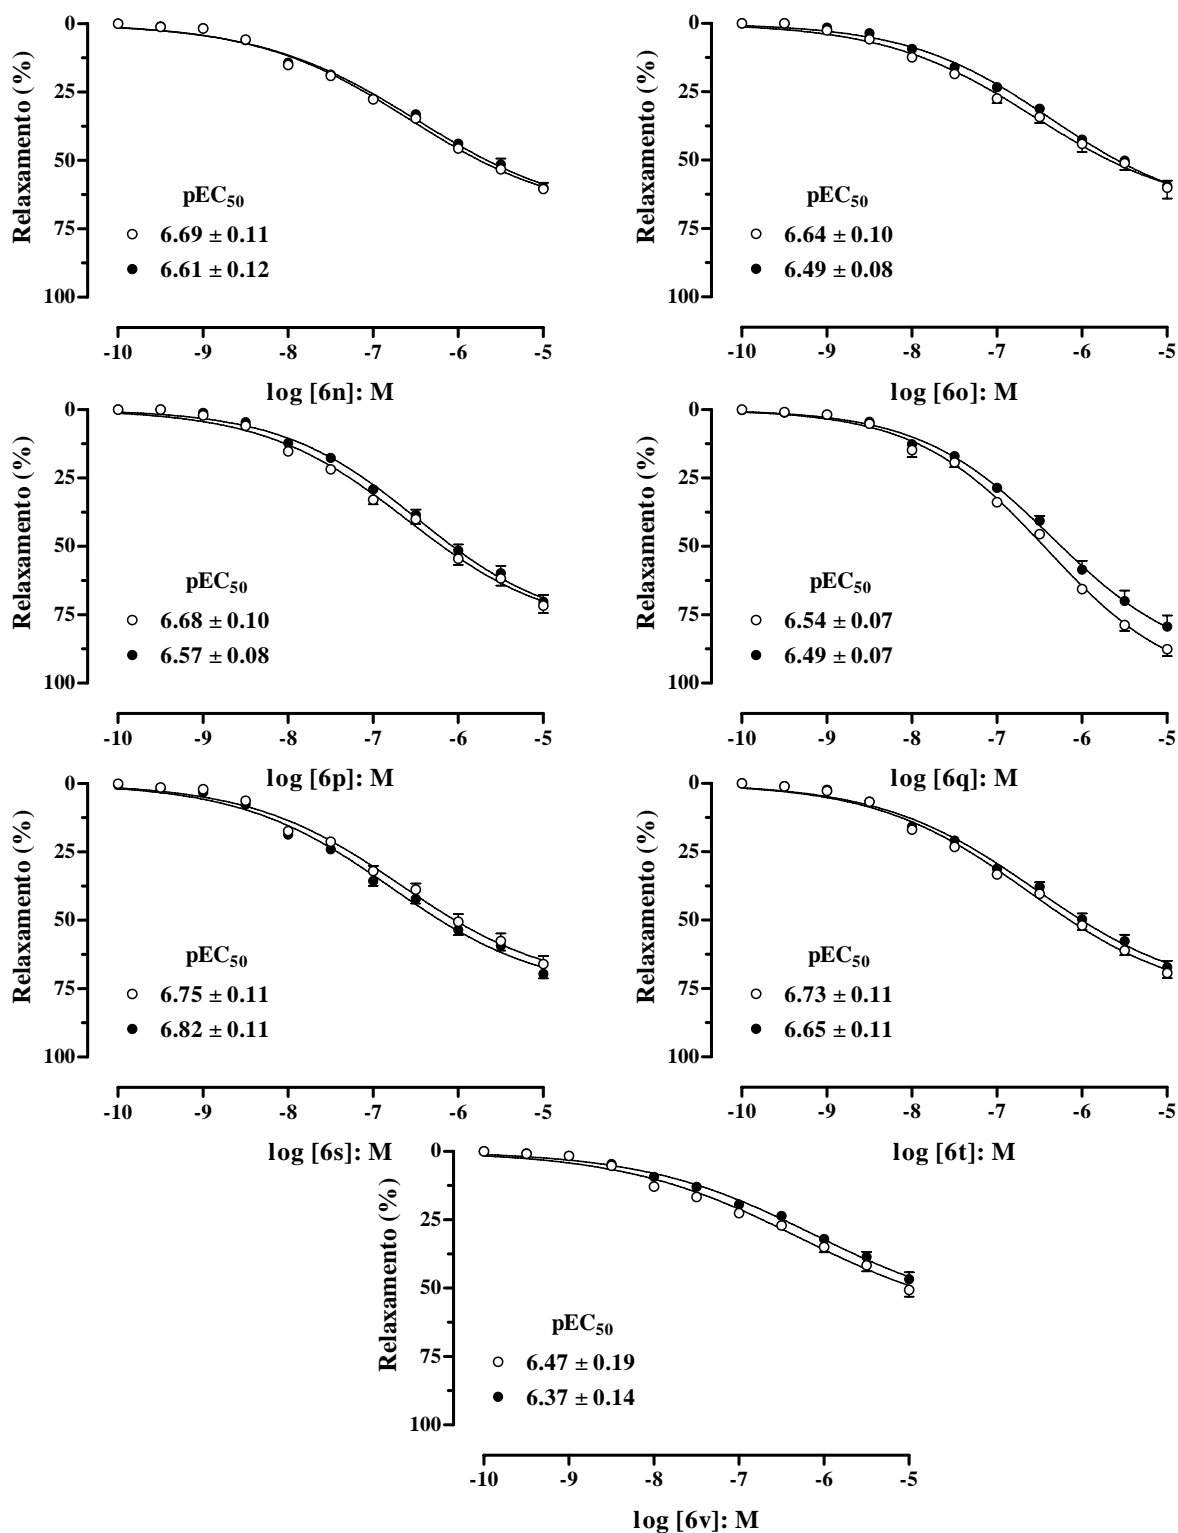 0
25
50
75
100
Relaxamento (%)
pEC50
6.69 ± 0.11
6.61 ± 0.12
-10 -9 -8 -7 -6 -5
log [6n]: M
0
25
50
75
100
Relaxamento (%)
pEC50
6.64 ± 0.10
6.49 ± 0.08
-10 -9 -8 -7 -6 -5
log [6o]: M
0
25
50
75
100
Relaxamento (%)
pEC50
6.68 ± 0.10
6.57 ± 0.08
-10 -9 -8 -7 -6 -5
log [6p]: M
0
25
50
75
100
Relaxamento (%)
pEC50
6.54 ± 0.07
6.49 ± 0.07
-10 -9 -8 -7 -6 -5
log [6q]: M
0
25
50
75
100
Relaxamento (%)
pEC50
6.75 ± 0.11
6.82 ± 0.11
-10 -9 -8 -7 -6 -5
log [6s]: M
0
25
50
75
100
Relaxamento (%)
pEC50
6.73 ± 0.11
6.65 ± 0.11
-10 -9 -8 -7 -6 -5
log [6t]: M
0
25
50
75
100
Relaxamento (%)
pEC50
6.47 ± 0.19
6.37 ± 0.14
-10 -9 -8 -7 -6 -5
log [6v]: M